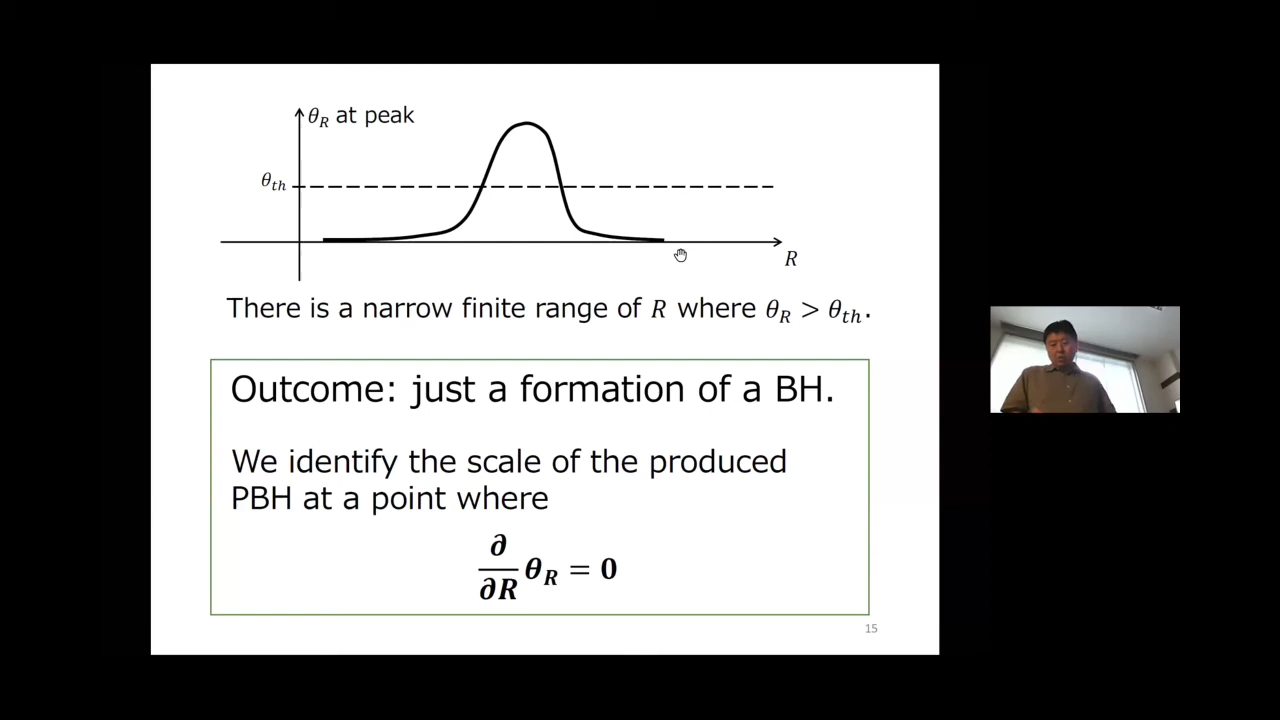 θ_R at peak
θ_th
R
There is a narrow finite range of R where θ_R > θ_th.
Outcome: just a formation of a BH.
We identify the scale of the produced
PBH at a point where
∂/∂R θ_R = 0
15